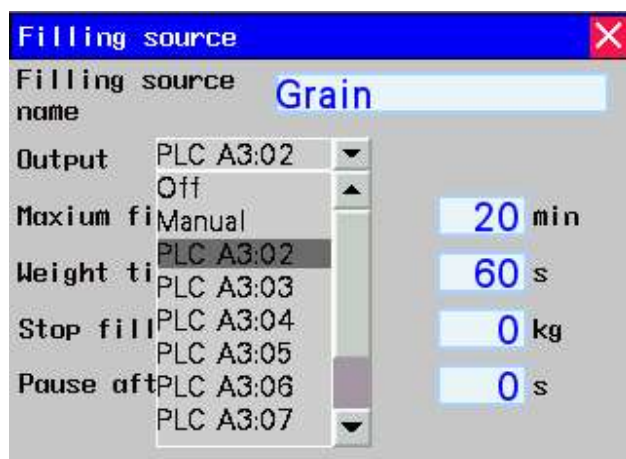 Filling source
Filling source
name
Grain
Output
PLC A3:02
Off
Manual
PLC A3:02
PLC A3:03
PLC A3:04
PLC A3:05
PLC A3:06
PLC A3:07
Maxium fi
20 min
Weight ti
60 s
Stop fill
0 kg
Pause aft
0 s